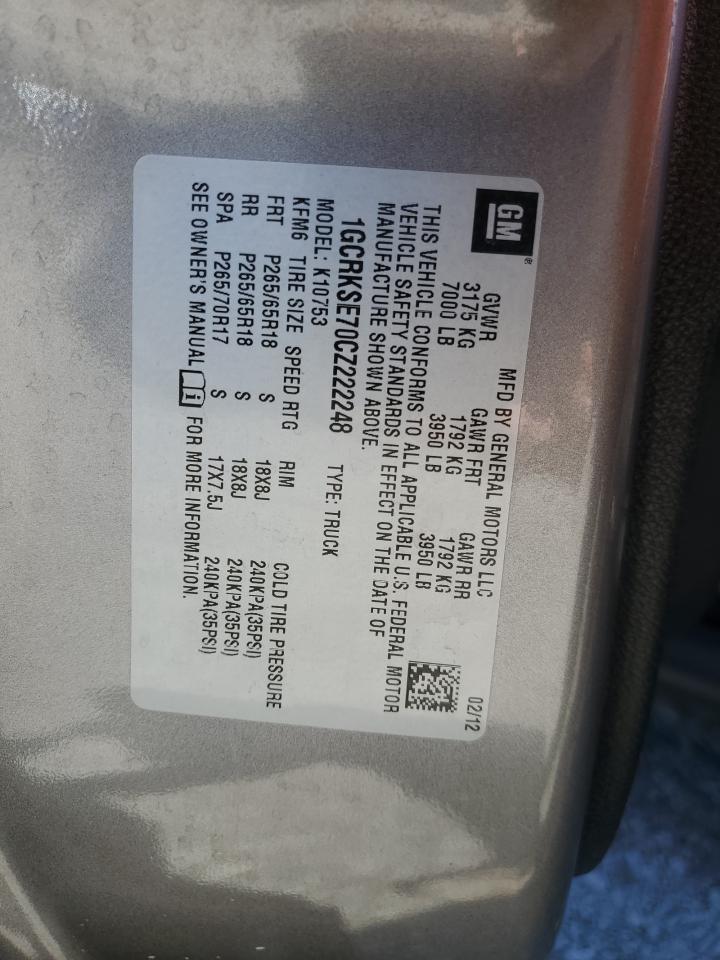 GM®
MFD BY GENERAL MOTORS LLC 02/12
GVWR GAWR FRT GAWR RR
3175 KG 1792 KG 1792 KG
7000 LB 3950 LB 3950 LB
THIS VEHICLE CONFORMS TO ALL APPLICABLE U.S. FEDERAL MOTOR
VEHICLE SAFETY STANDARDS IN EFFECT ON THE DATE OF
MANUFACTURE SHOWN ABOVE.
1GCRKSE70CZ222248 TYPE: TRUCK
MODEL: K10753
KFM6 TIRE SIZE SPEED RTG RIM COLD TIRE PRESSURE
FRT P265/65R18 S 18X8J 240KPA(35PSI)
RR P265/65R18 S 18X8J 240KPA(35PSI)
SPA P265/70R17 S 17X7.5J 240KPA(35PSI)
SEE OWNER'S MANUAL i FOR MORE INFORMATION.